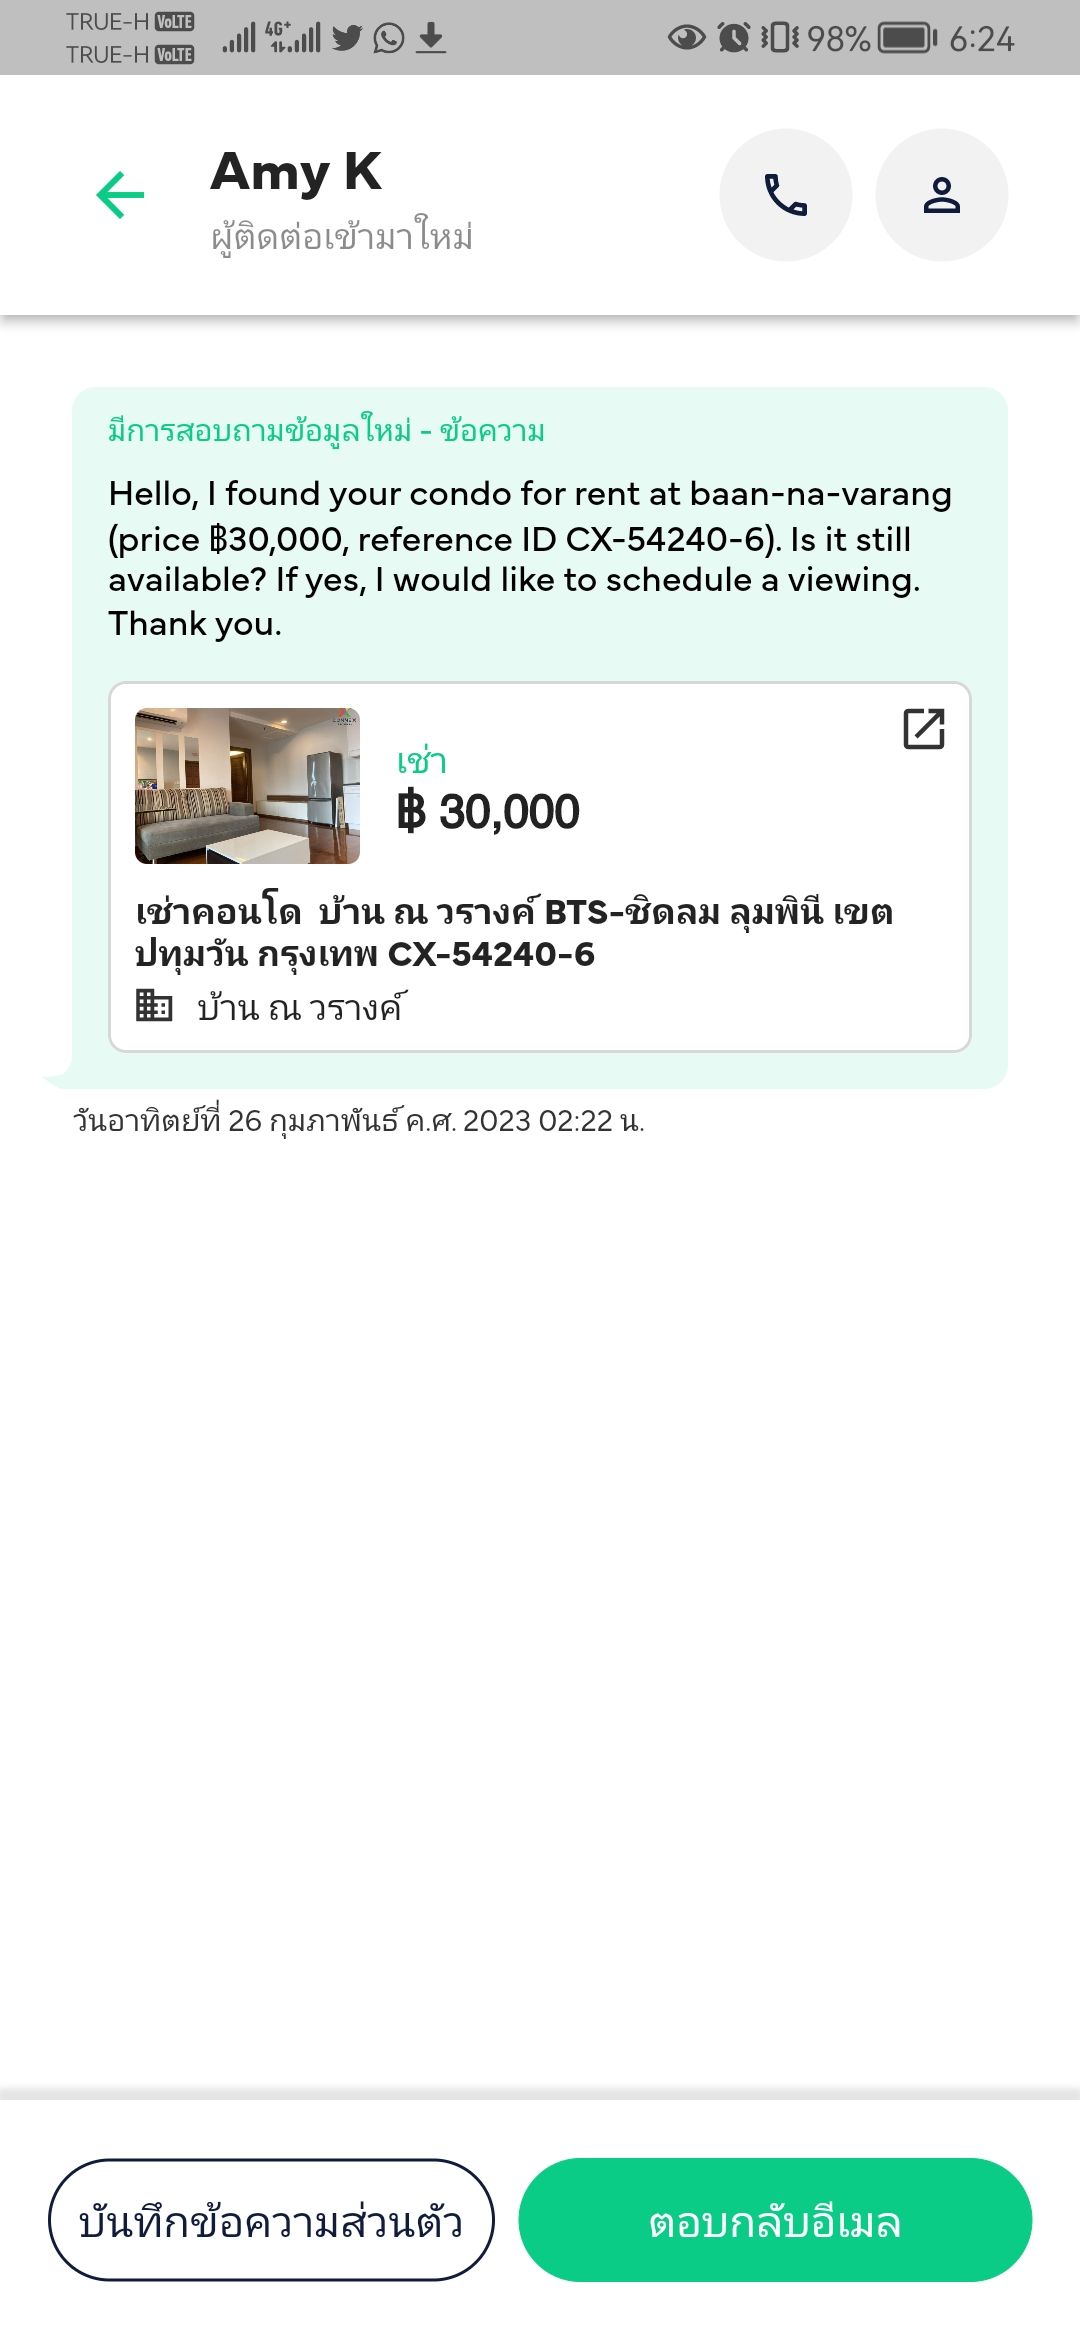 TRUE-H VoLTE
TRUE-H VoLTE
4G+
98%
6:24
Amy K
ผู้ติดต่อเข้ามาใหม่
มีการสอบถามข้อมูลใหม่ - ข้อความ
Hello, I found your condo for rent at baan-na-varang
(price ฿30,000, reference ID CX-54240-6). Is it still
available? If yes, I would like to schedule a viewing.
Thank you.
เช่า
฿ 30,000
เช่าคอนโด บ้าน ณ วรางค์ BTS-ชิดลม ลุมพินี เขต
ปทุมวัน กรุงเทพ CX-54240-6
บ้าน ณ วรางค์
วันอาทิตย์ที่ 26 กุมภาพันธ์ ค.ศ. 2023 02:22 น.
บันทึกข้อความส่วนตัว
ตอบกลับอีเมล